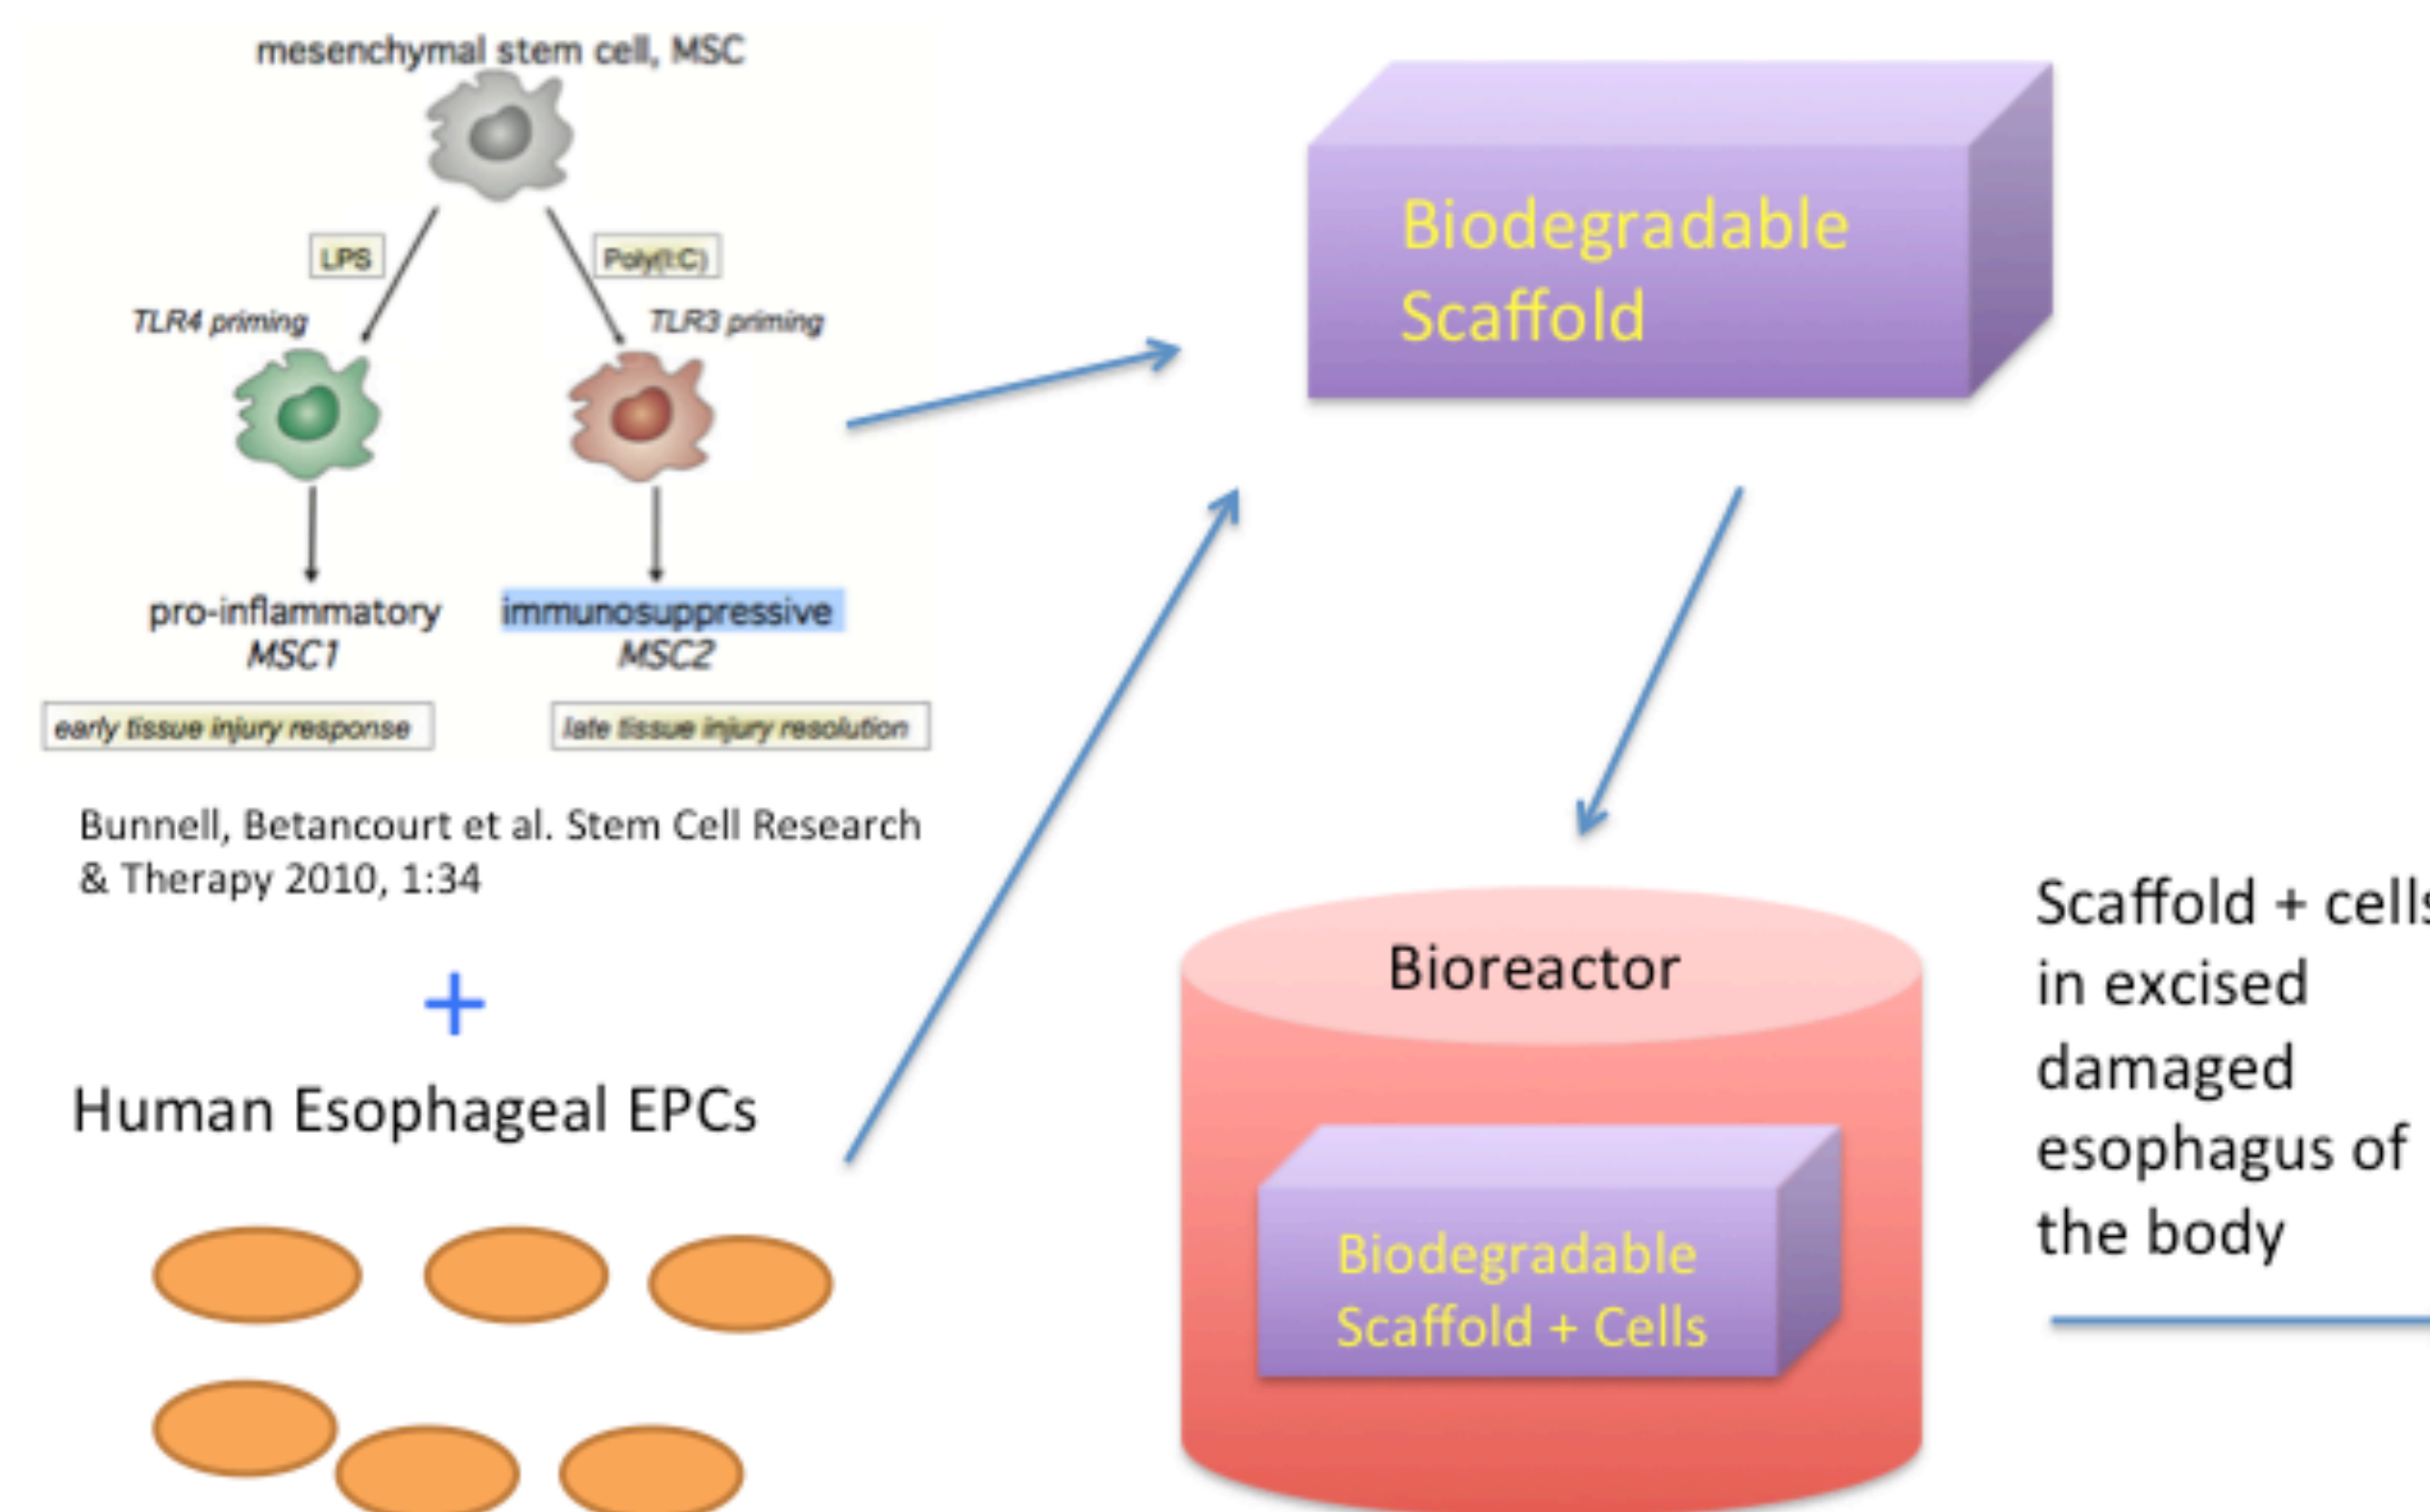 mesenchymal stem cell, MSC
LPS
Poly(I:C)
TLR4 priming
TLR3 priming
pro-inflammatory
MSC1
immunosuppressive
MSC2
early tissue injury response
late tissue injury resolution
Bunnell, Betancourt et al. Stem Cell Research
& Therapy 2010, 1:34
+
Human Esophageal EPCs
Biodegradable
Scaffold
Bioreactor
Biodegradable
Scaffold + Cells
Scaffold + cells
in excised
damaged
esophagus of
the body